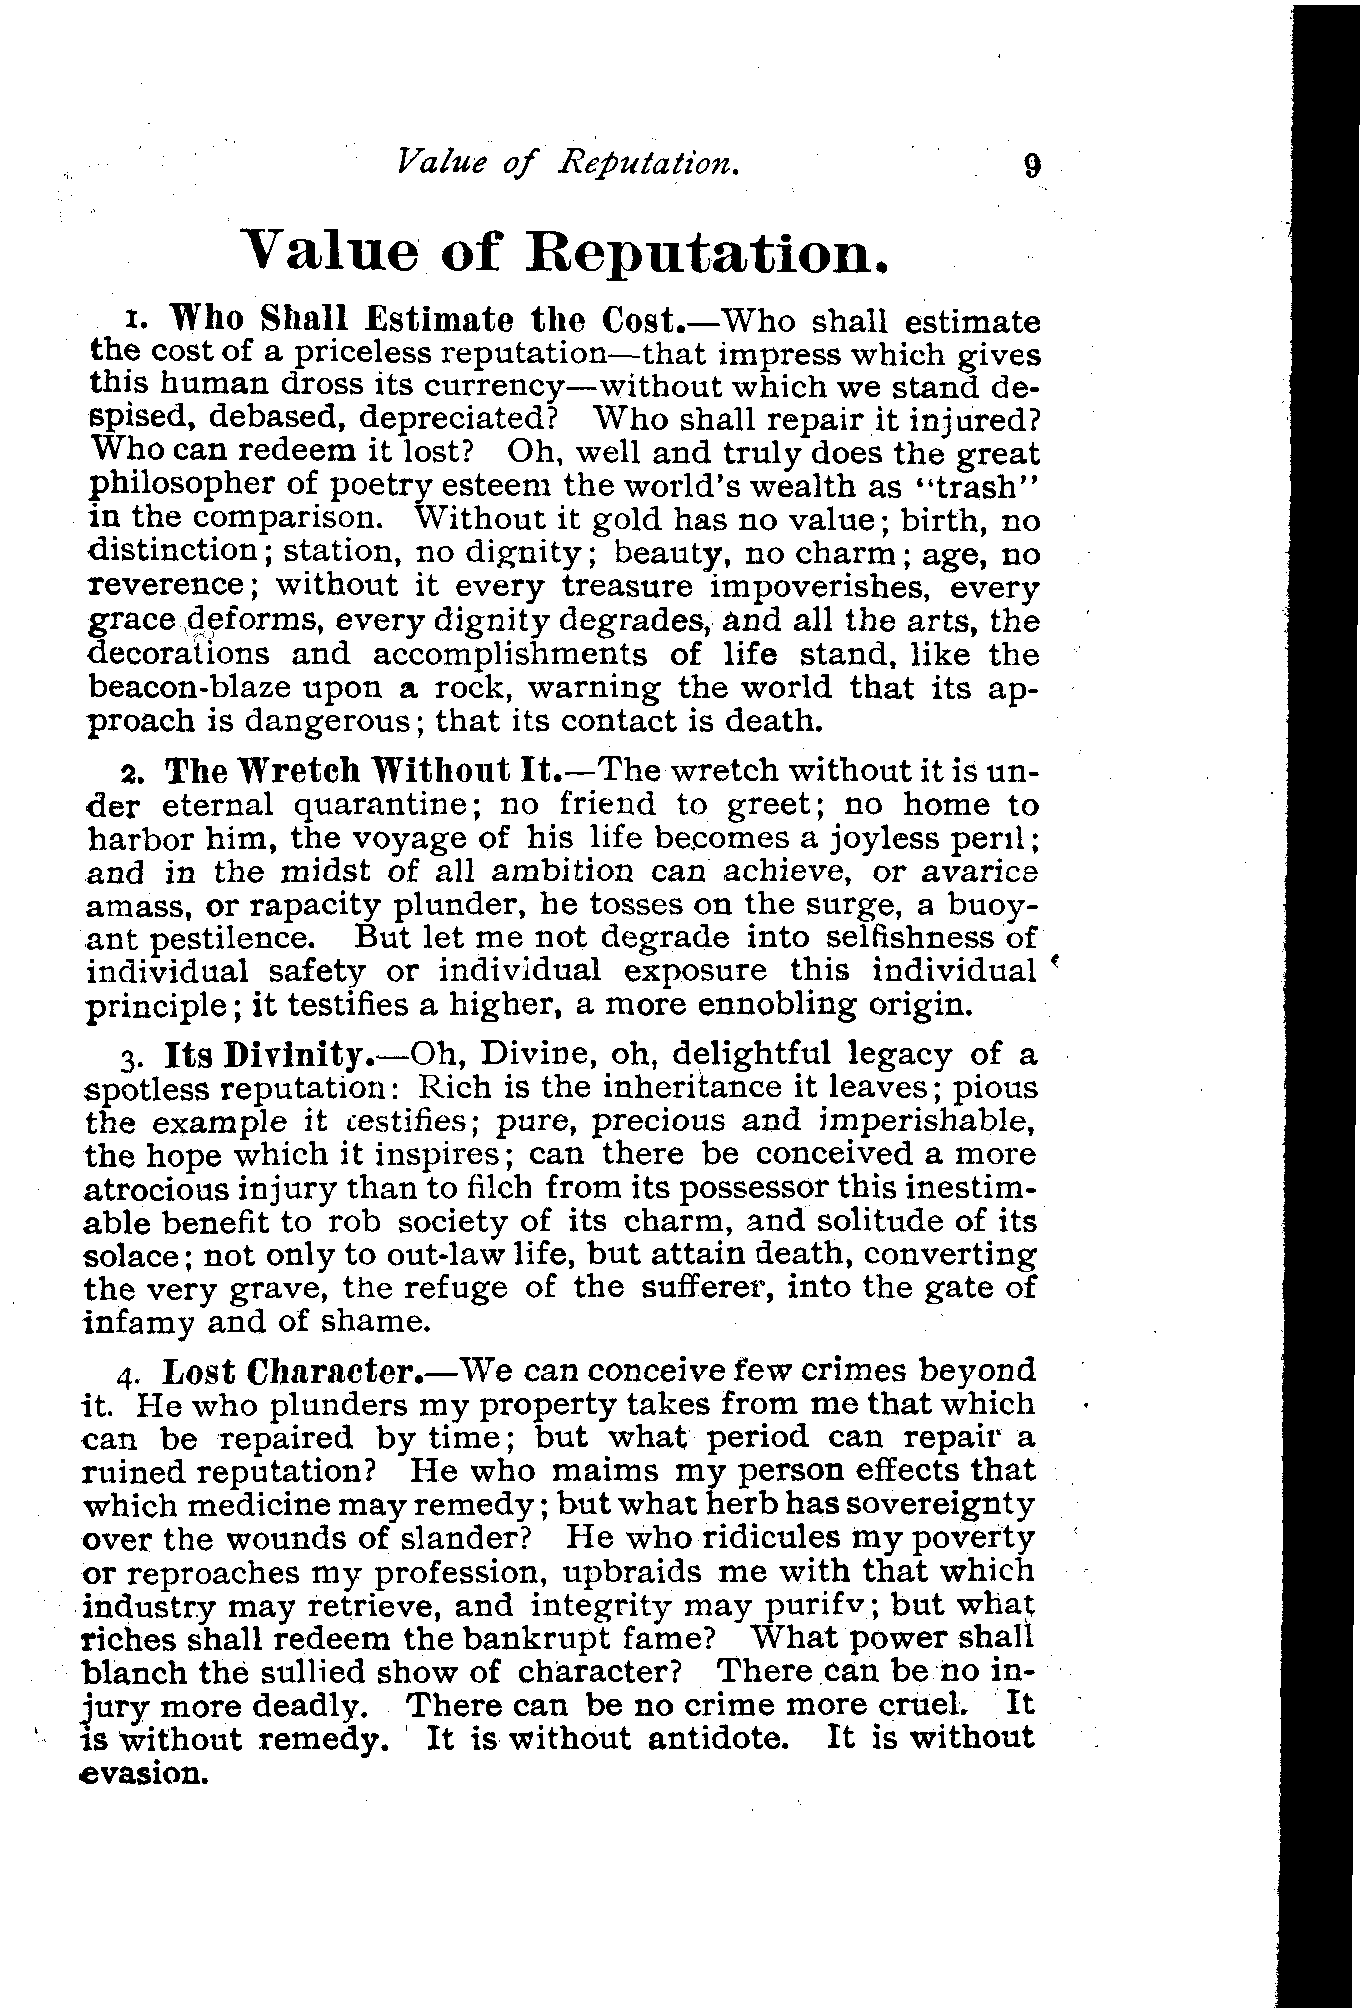 Value of Reputation. 9
Value of Reputation.
1. Who Shall Estimate the Cost.—Who shall estimate
the cost of a priceless reputation—that impress which gives
this human dross its currency—without which we stand de-
spised, debased, depreciated? Who shall repair it injured?
Who can redeem it lost? Oh, well and truly does the great
philosopher of poetry esteem the world's wealth as "trash"
in the comparison. Without it gold has no value; birth, no
distinction; station, no dignity; beauty, no charm; age, no
reverence; without it every treasure impoverishes, every
grace deforms, every dignity degrades, and all the arts, the
decorations and accomplishments of life stand, like the
beacon-blaze upon a rock, warning the world that its ap-
proach is dangerous; that its contact is death.
2. The Wretch Without It.—The wretch without it is un-
der eternal quarantine; no friend to greet; no home to
harbor him, the voyage of his life becomes a joyless peril;
and in the midst of all ambition can achieve, or avarice
amass, or rapacity plunder, he tosses on the surge, a buoy-
ant pestilence. But let me not degrade into selfishness of
individual safety or individual exposure this individual
principle; it testifies a higher, a more ennobling origin.
3. Its Divinity.—Oh, Divine, oh, delightful legacy of a
spotless reputation: Rich is the inheritance it leaves; pious
the example it testifies; pure, precious and imperishable,
the hope which it inspires; can there be conceived a more
atrocious injury than to filch from its possessor this inestim-
able benefit to rob society of its charm, and solitude of its
solace; not only to out-law life, but attain death, converting
the very grave, the refuge of the sufferer, into the gate of
infamy and of shame.
4. Lost Character.—We can conceive few crimes beyond
it. He who plunders my property takes from me that which
can be repaired by time; but what period can repair a
ruined reputation? He who maims my person effects that
which medicine may remedy; but what herb has sovereignty
over the wounds of slander? He who ridicules my poverty
or reproaches my profession, upbraids me with that which
industry may retrieve, and integrity may purify; but what
riches shall redeem the bankrupt fame? What power shall
blanch the sullied show of character? There can be no in-
jury more deadly. There can be no crime more cruel. It
is without remedy. It is without antidote. It is without
evasion.